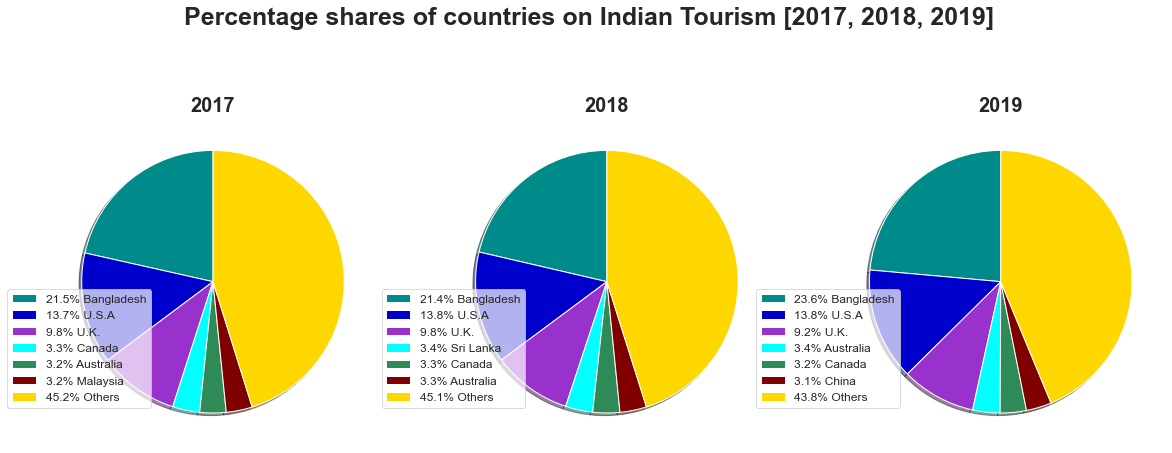 Percentage shares of countries on Indian Tourism [2017, 2018, 2019]
2017
21.5% Bangladesh
13.7% U.S.A
9.8% U.K.
3.3% Canada
3.2% Australia
3.2% Malaysia
45.2% Others
2018
21.4% Bangladesh
13.8% U.S.A
9.8% U.K.
3.4% Sri Lanka
3.3% Canada
3.3% Australia
45.1% Others
2019
23.6% Bangladesh
13.8% U.S.A
9.2% U.K.
3.4% Australia
3.2% Canada
3.1% China
43.8% Others